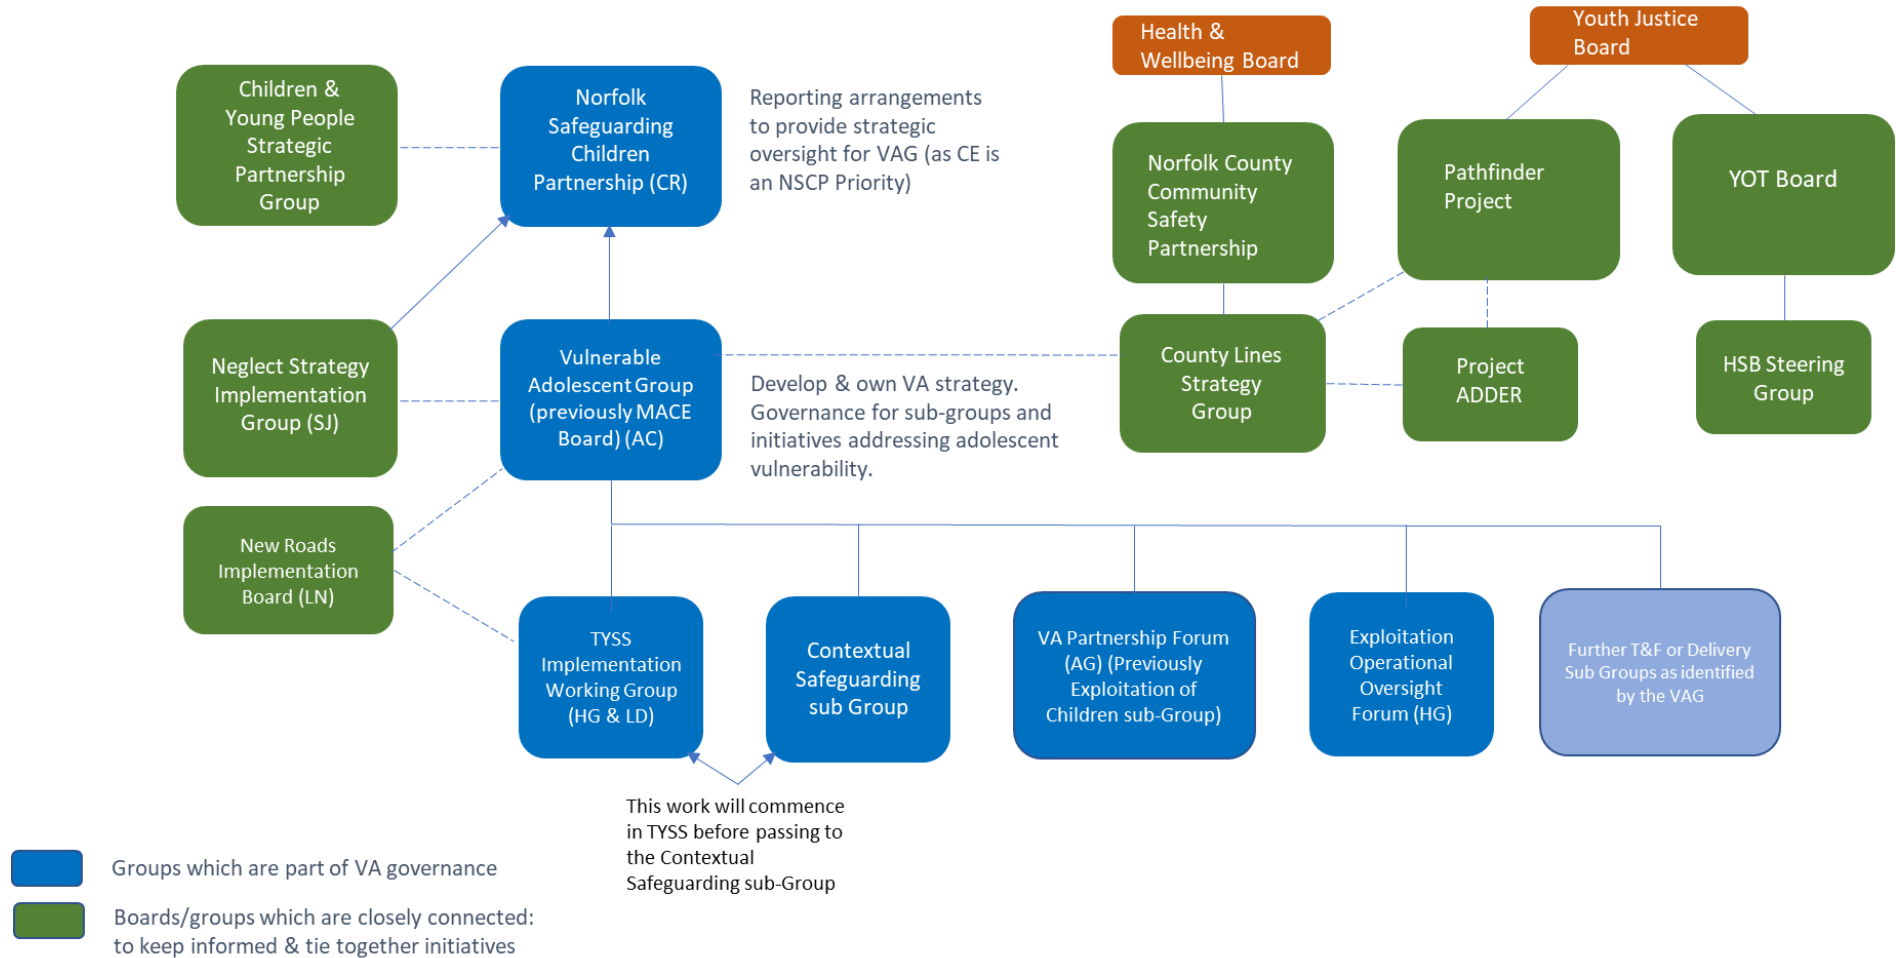 Health &
Wellbeing Board
Youth Justice
Board
Children &
Young People
Strategic
Partnership
Group
Norfolk
Safeguarding
Children
Partnership (CR)
Reporting arrangements
to provide strategic
oversight for VAG (as CE is
an NSCP Priority)
Norfolk County
Community
Safety
Partnership
Pathfinder
Project
YOT Board
Neglect Strategy
Implementation
Group (SJ)
Vulnerable
Adolescent Group
(previously MACE
Board) (AC)
Develop & own VA strategy.
Governance for sub-groups and
initiatives addressing adolescent
vulnerability.
County Lines
Strategy
Group
Project
ADDER
HSB Steering
Group
New Roads
Implementation
Board (LN)
TYSS
Implementation
Working Group
(HG & LD)
Contextual
Safeguarding
sub Group
VA Partnership Forum
(AG) (Previously
Exploitation of
Children sub-Group)
Exploitation
Operational
Oversight
Forum (HG)
Further T&F or Delivery
Sub Groups as identified
by the VAG
This work will commence
in TYSS before passing to
the Contextual
Safeguarding sub-Group
Groups which are part of VA governance
Boards/groups which are closely connected:
to keep informed & tie together initiatives